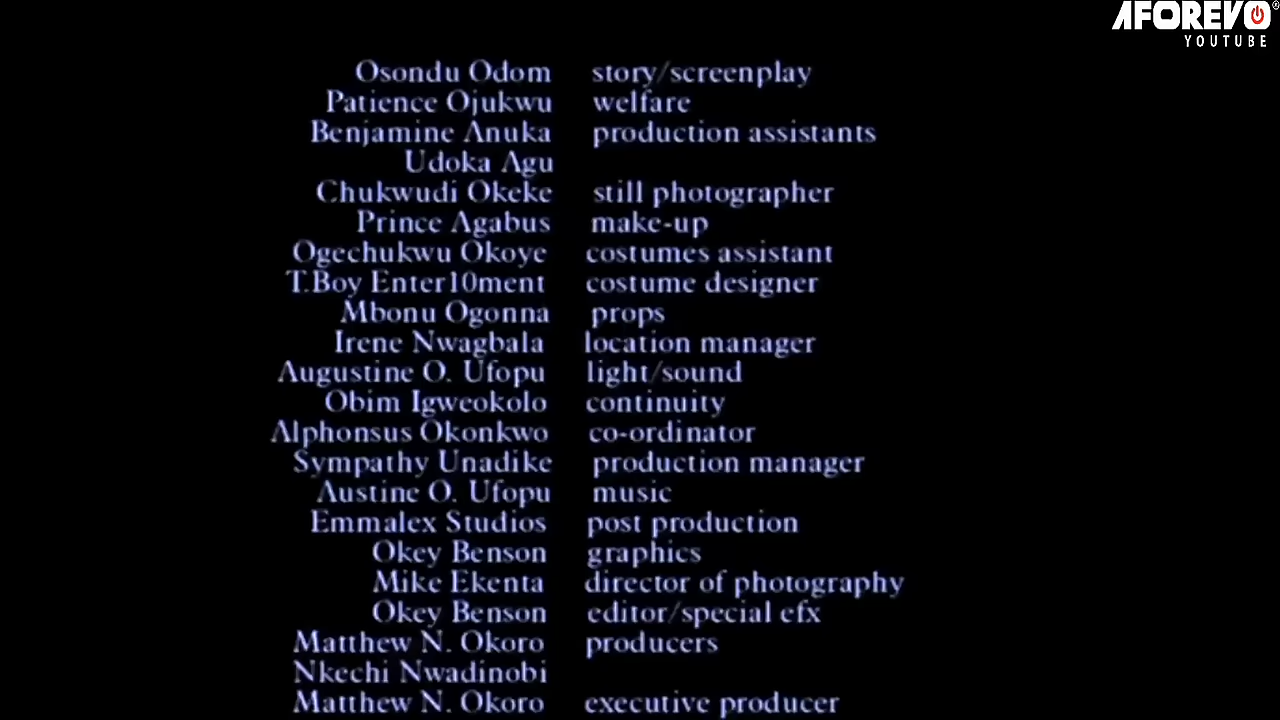 AFOREVO®
YOUTUBE
Osondu Odom story/screenplay
Patience Ojukwu welfare
Benjamine Anuka production assistants
Udoka Agu
Chukwudi Okeke still photographer
Prince Agabus make-up
Ogechukwu Okoye costumes assistant
T.Boy Enter10ment costume designer
Mbonu Ogonna props
Irene Nwagbala location manager
Augustine O. Ufopu light/sound
Obim Igweokolo continuity
Alphonsus Okonkwo co-ordinator
Sympathy Unadike production manager
Austine O. Ufopu music
Emmalex Studios post production
Okey Benson graphics
Mike Ekenta director of photography
Okey Benson editor/special efx
Matthew N. Okoro producers
Nkechi Nwadinobi
Matthew N. Okoro executive producer